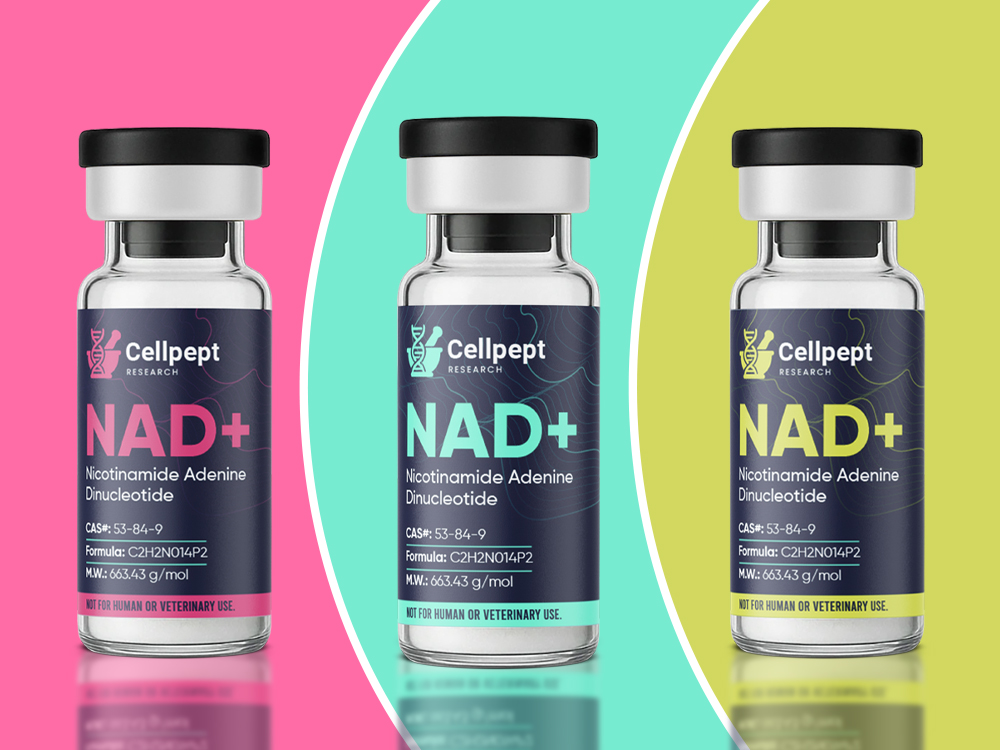 Cellpept
RESEARCH
NAD+
Nicotinamide Adenine
Dinucleotide
CAS#: 53-84-9
Formula: C2H2N014P2
M.W.: 663.43 g/mol
NOT FOR HUMAN OR VETERINARY USE.
Cellpept
RESEARCH
NAD+
Nicotinamide Adenine
Dinucleotide
CAS#: 53-84-9
Formula: C2H2N014P2
M.W.: 663.43 g/mol
NOT FOR HUMAN OR VETERINARY USE.
Cellpept
RESEARCH
NAD+
Nicotinamide Adenine
Dinucleotide
CAS#: 53-84-9
Formula: C2H2N014P2
M.W.: 663.43 g/mol
NOT FOR HUMAN OR VETERINARY USE.